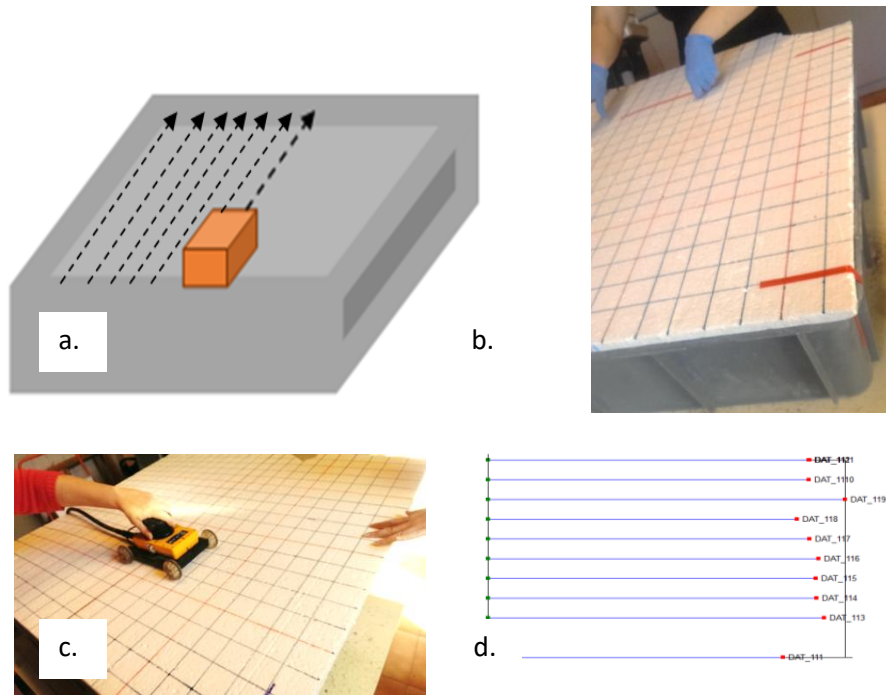 a.
b.
c.
d.
DAT_1110
DAT_119
DAT_118
DAT_117
DAT_116
DAT_115
DAT_114
DAT_113
DAT_111